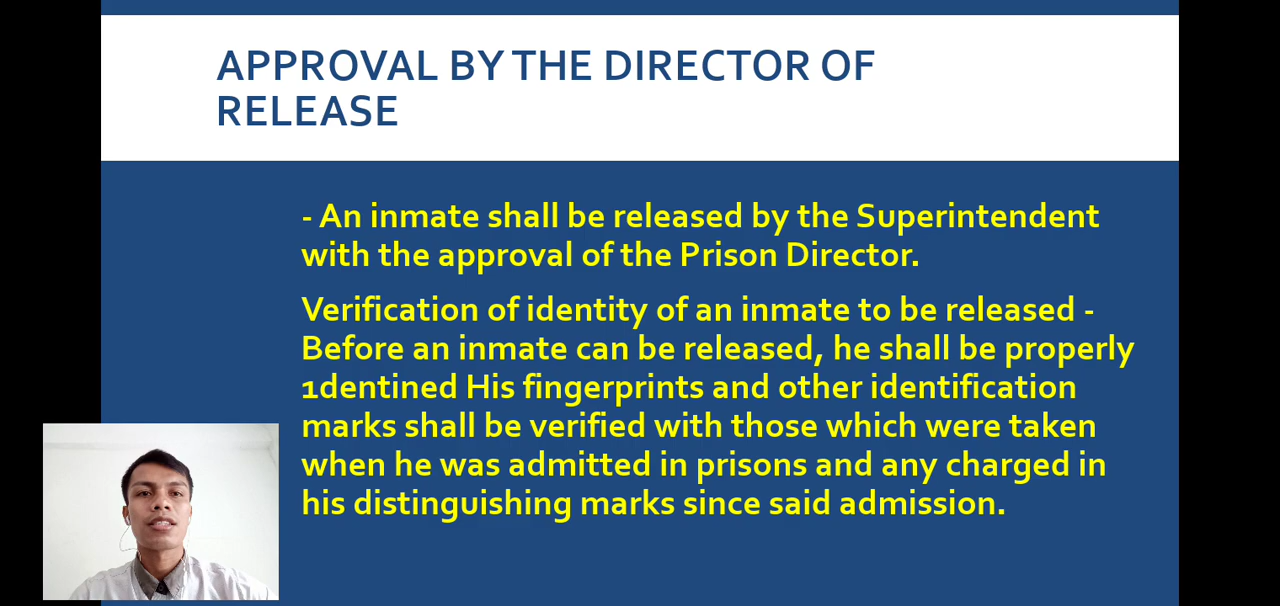 APPROVAL BY THE DIRECTOR OF
RELEASE
- An inmate shall be released by the Superintendent
with the approval of the Prison Director.
Verification of identity of an inmate to be released -
Before an inmate can be released, he shall be properly
1dentined His fingerprints and other identification
marks shall be verified with those which were taken
when he was admitted in prisons and any charged in
his distinguishing marks since said admission.